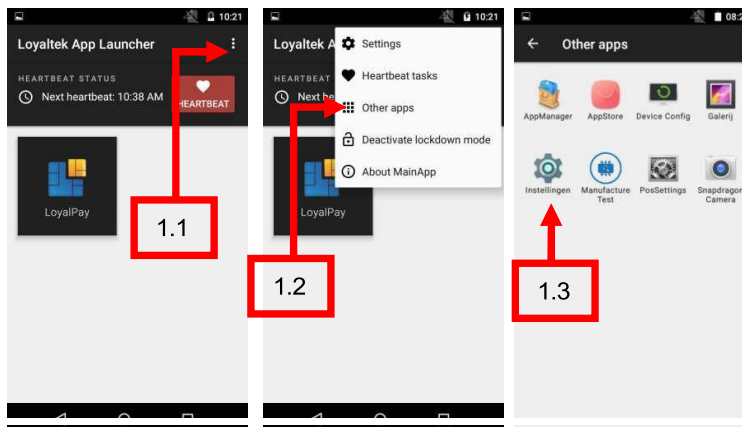 10:21
Loyaltek App Launcher
HEARTBEAT STATUS
Next heartbeat: 10:38 AM
HEARTBEAT
LoyalPay
1.1
10:21
Loyaltek A
Settings
HEARTBEAT
Heartbeat tasks
Next he
Other apps
Deactivate lockdown mode
About MainApp
LoyalPay
1.2
08:2
Other apps
AppManager
AppStore
Device Config
Galerij
Instellingen
Manufacture
Test
PosSettings
Snapdragon
Camera
1.3